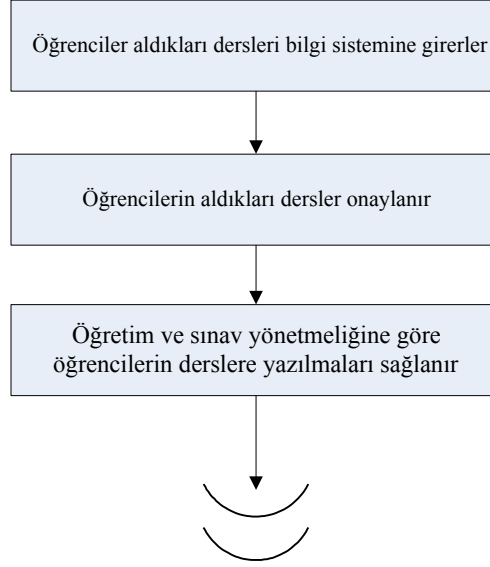 Öğrenciler aldıkları dersleri bilgi sistemine girerler
Öğrencilerin aldıkları dersler onaylanır
Öğretim ve sınav yönetmeliğine göre
öğrencilerin derslere yazılmaları sağlanır